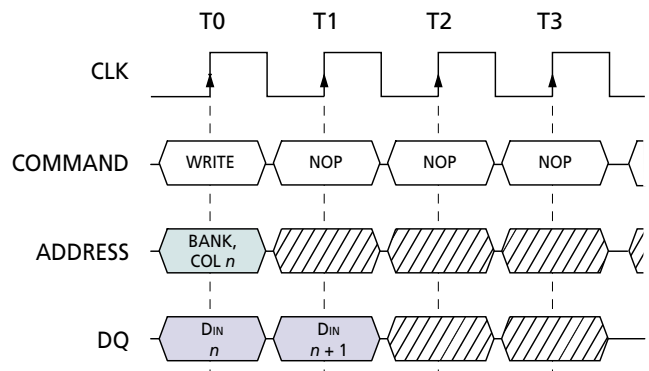 T0 T1 T2 T3
CLK
COMMAND WRITE NOP NOP NOP
ADDRESS BANK,
COL n
DQ DIN DIN
n n + 1